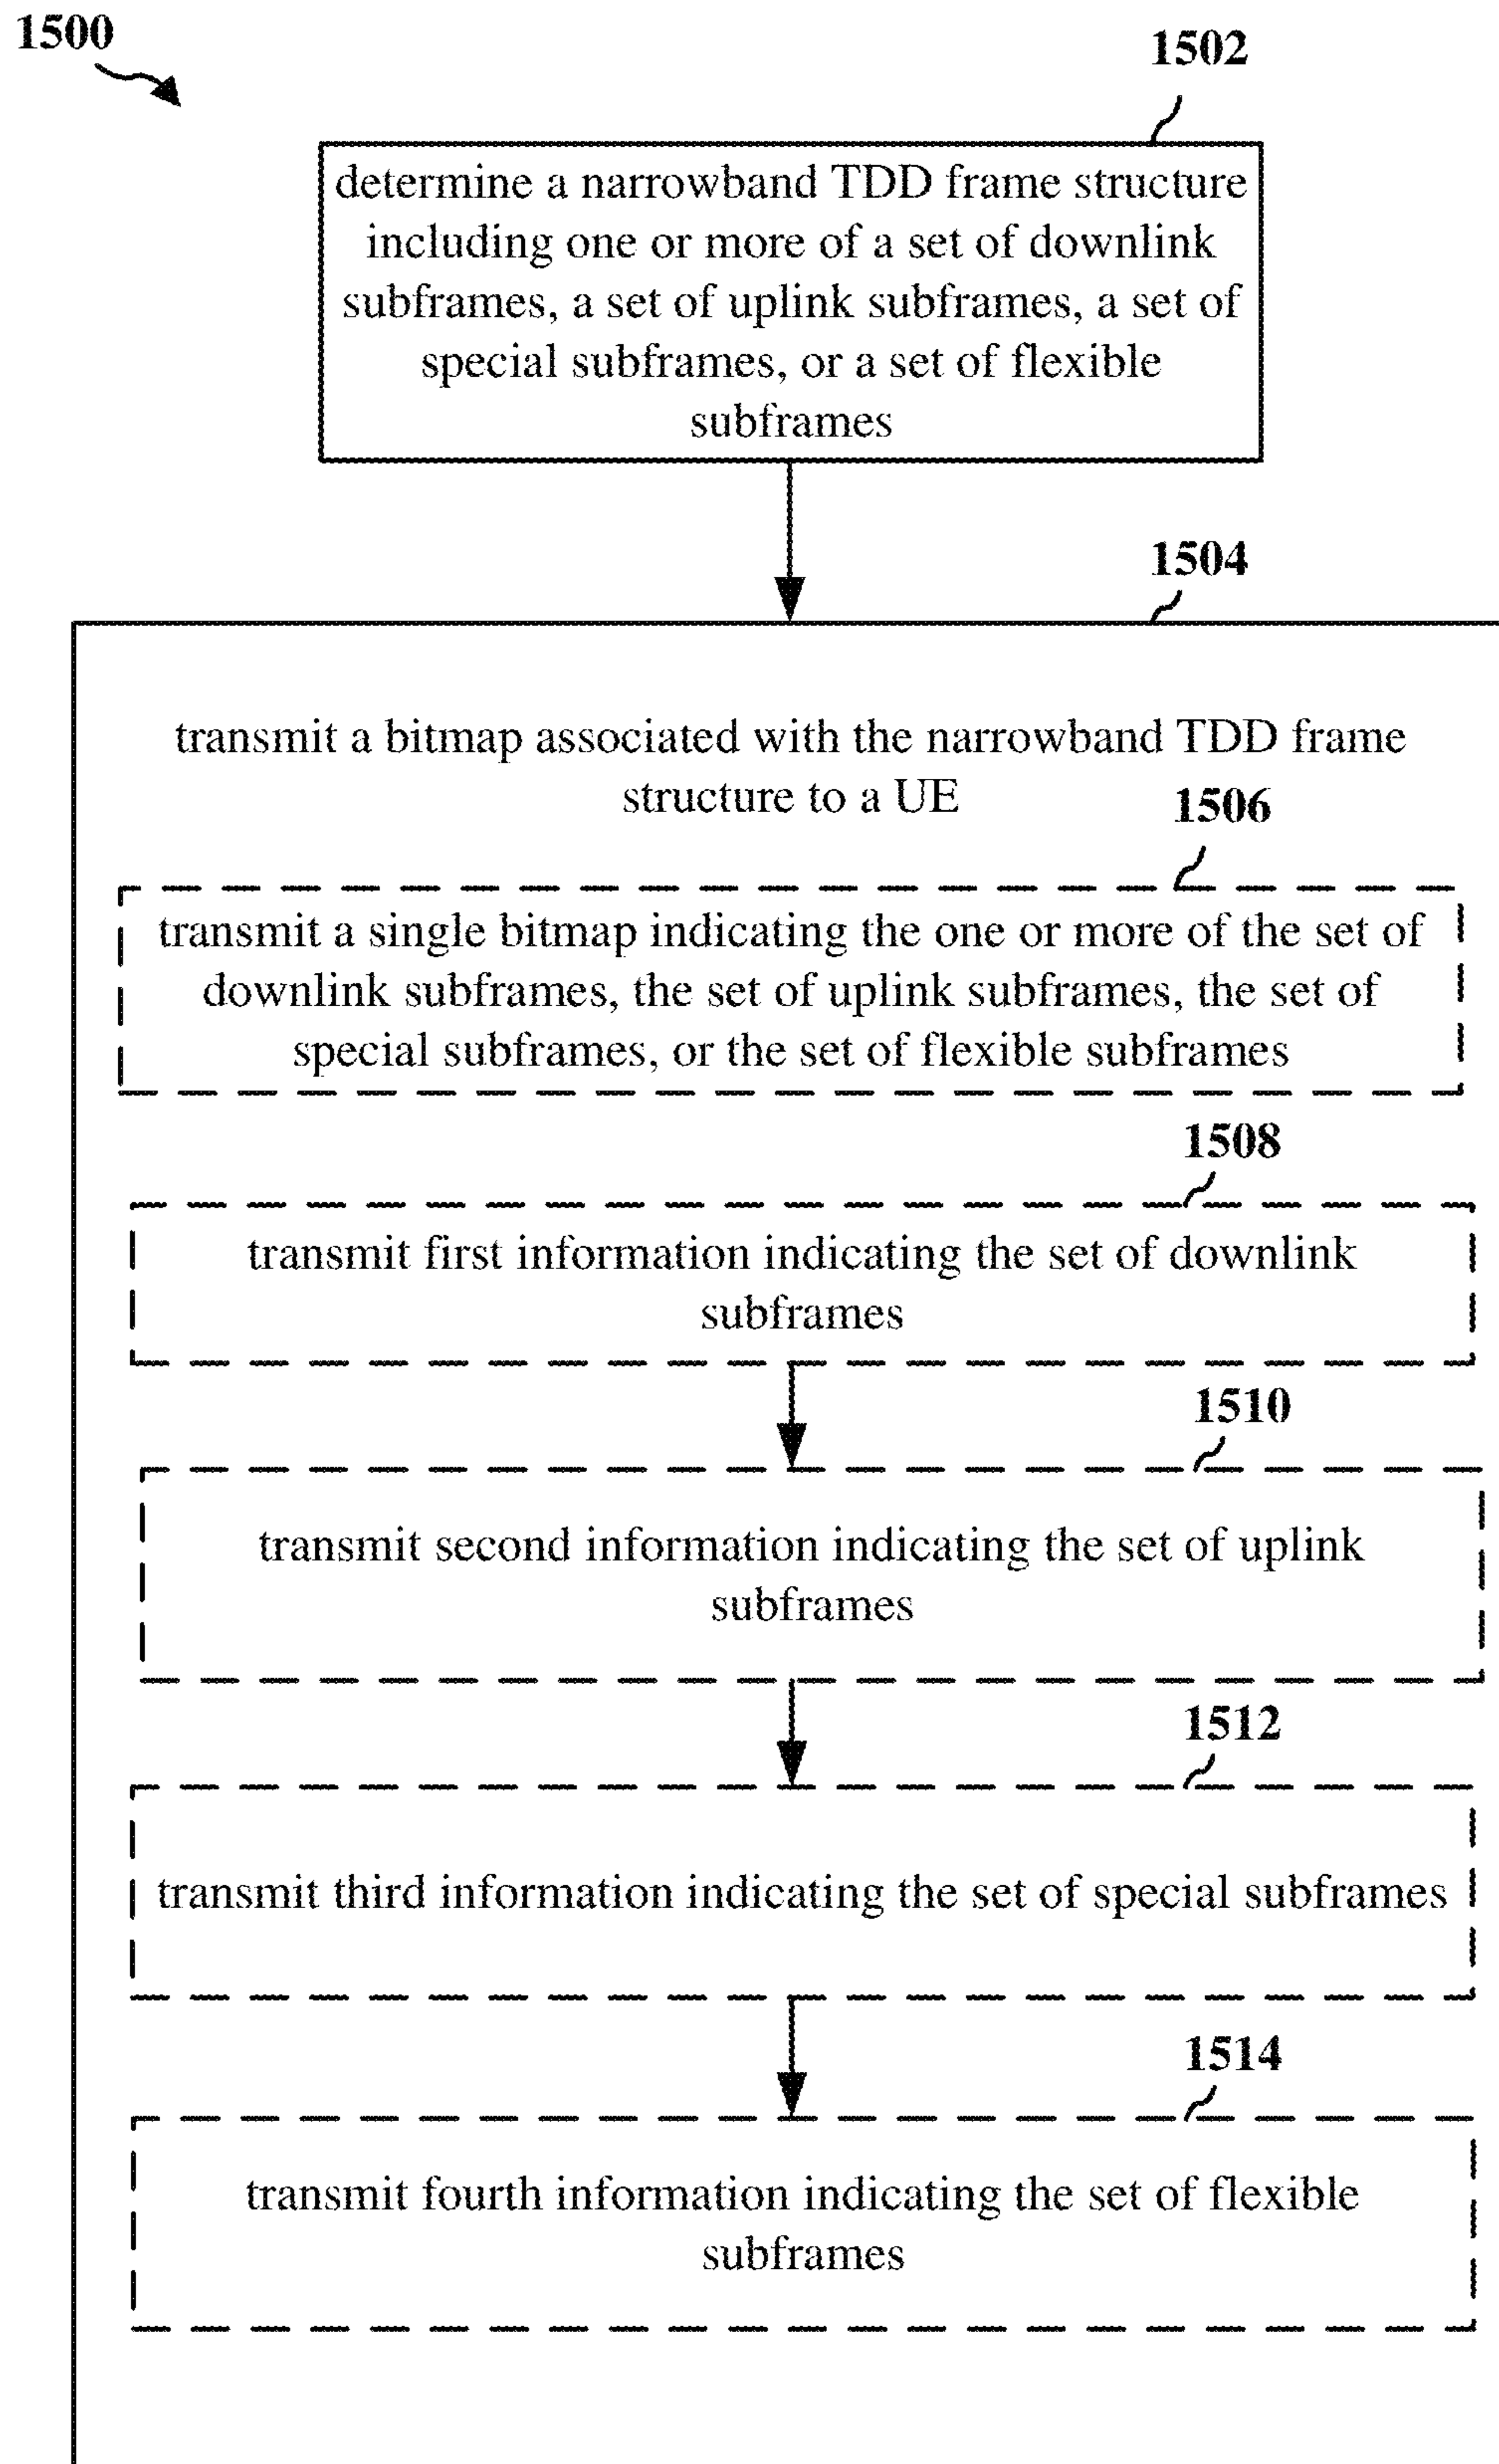 1500
1502
determine a narrowband TDD frame structure
including one or more of a set of downlink
subframes, a set of uplink subframes, a set of
special subframes, or a set of flexible
subframes
1504
transmit a bitmap associated with the narrowband TDD frame
structure to a UE
1506
transmit a single bitmap indicating the one or more of the set of
downlink subframes, the set of uplink subframes, the set of
special subframes, or the set of flexible subframes
1508
transmit first information indicating the set of downlink
subframes
1510
transmit second information indicating the set of uplink
subframes
1512
transmit third information indicating the set of special subframes
1514
transmit fourth information indicating the set of flexible
subframes